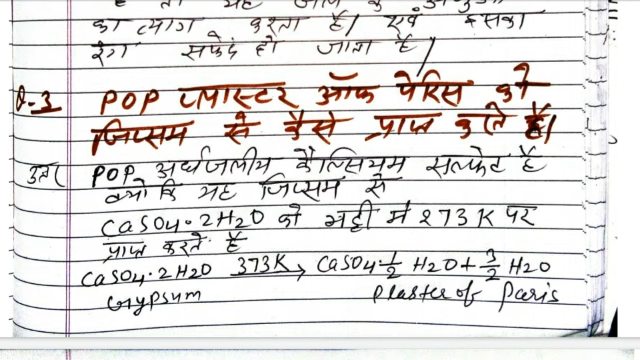 का त्याग करता है। एवं इसका
रंग सफेद हो जाता है।
Q-3 POP प्लास्टर ऑफ पेरिस को
जिप्सम से कैसे प्राप्त करते है।
उत्तर POP अर्धजलीय कैल्सियम सल्फेट है
क्योकि यह जिप्सम से
CaSO4·2H2O को भट्टी में 273K पर
प्राप्त करते है
CaSO4·2H2O 373K→ CaSO4·1/2 H2O + 3/2 H2O
Gypsum Plaster of Paris